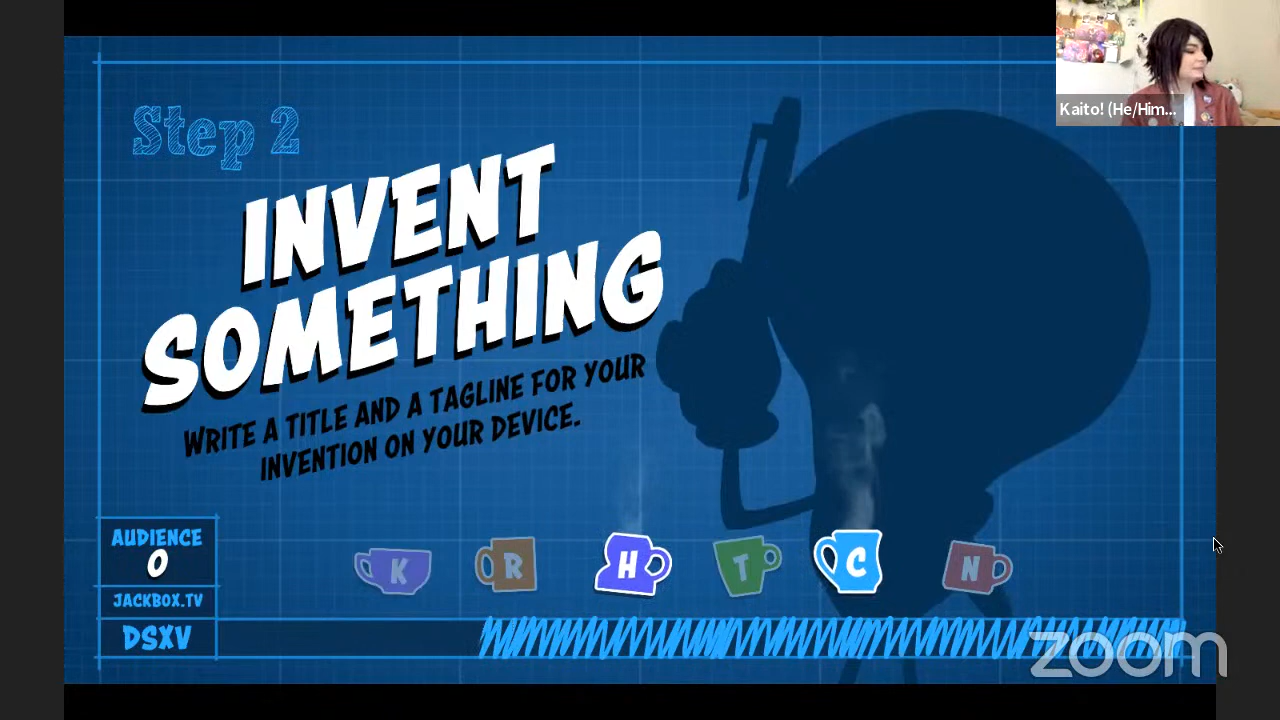 Kaito! (He/Him...
Step 2
INVENT
SOMETHING
WRITE A TITLE AND A TAGLINE FOR YOUR
INVENTION ON YOUR DEVICE.
AUDIENCE
0
JACKBOX.TV
DSXV
K R H T C N
zoom